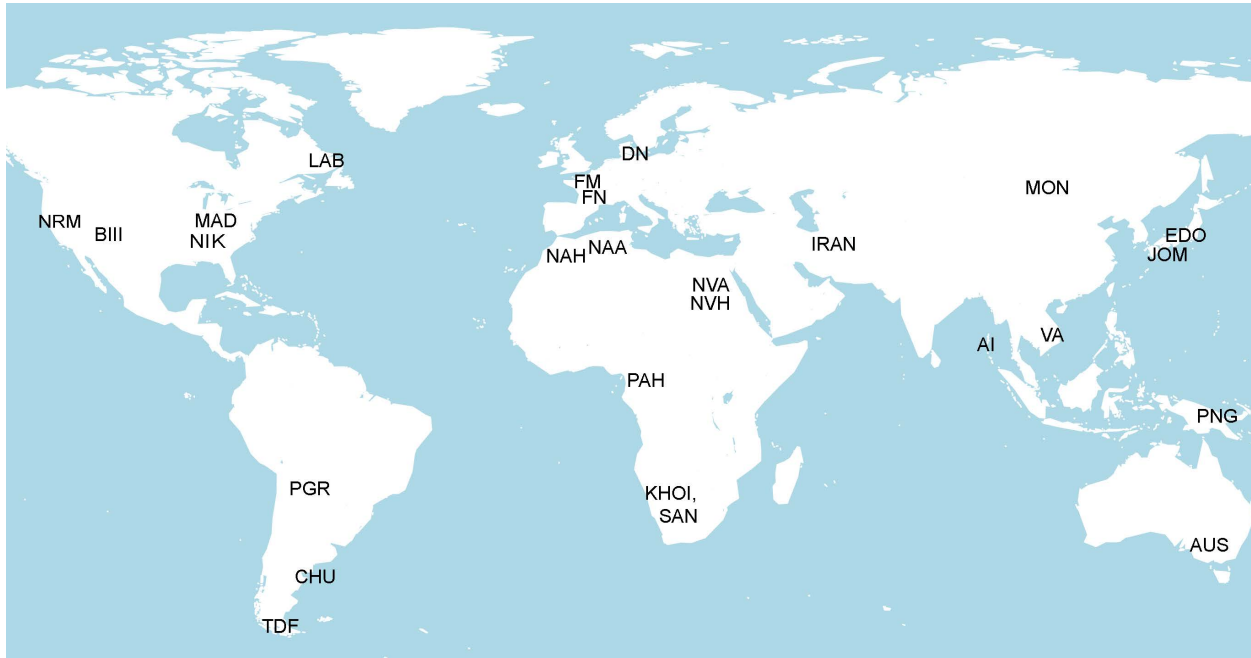 LAB
DN
FM
FN
MON
NRM
BIII
MAD
NIK
NAH
NAA
IRAN
EDO
JOM
NVA
NVH
AI
VA
PAH
PNG
PGR
KHOI,
SAN
AUS
CHU
TDF